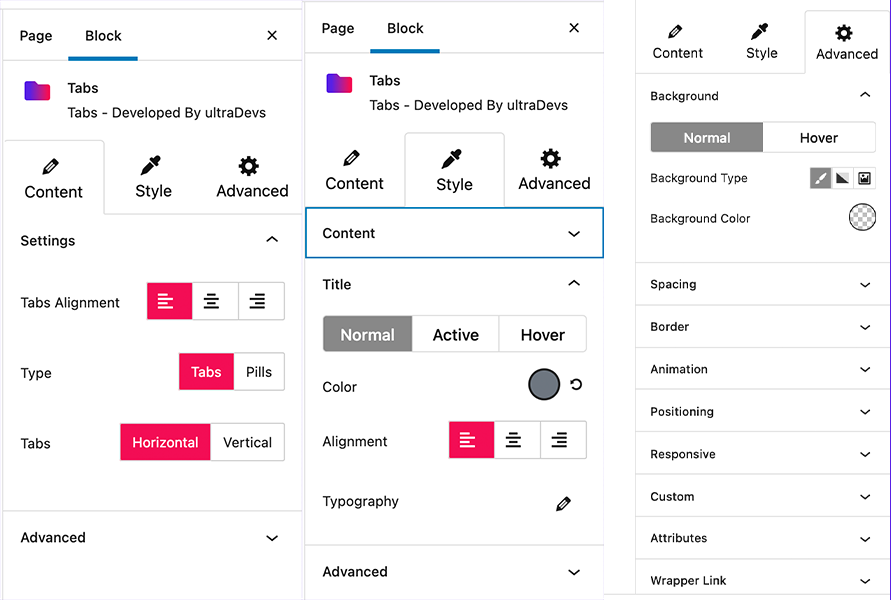 Page Block
Tabs
Tabs - Developed By ultraDevs
Content Style Advanced
Settings
Tabs Alignment
Type Tabs Pills
Tabs Horizontal Vertical
Advanced
Page Block
Tabs
Tabs - Developed By ultraDevs
Content Style Advanced
Content
Title
Normal Active Hover
Color
Alignment
Typography
Advanced
Content Style Advanced
Background
Normal Hover
Background Type
Background Color
Spacing
Border
Animation
Positioning
Responsive
Custom
Attributes
Wrapper Link